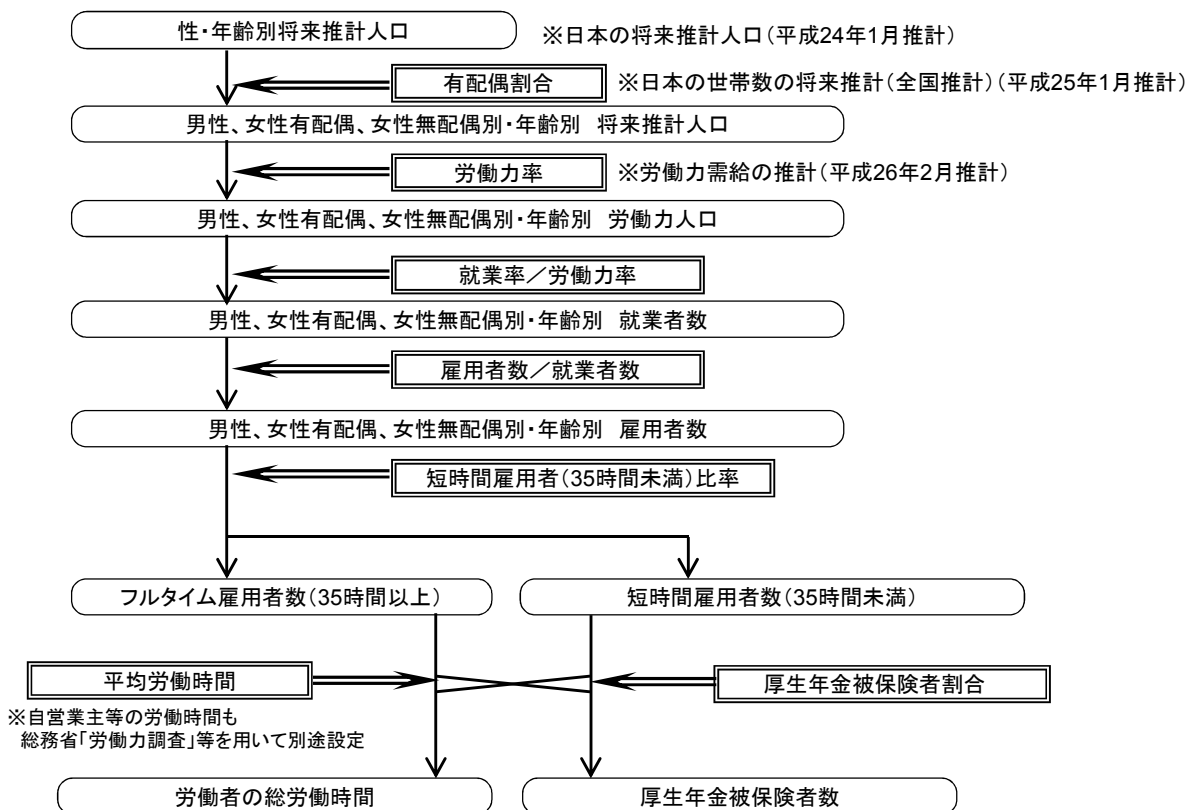 性・年齢別将来推計人口
※日本の将来推計人口(平成24年1月推計)
有配偶割合
※日本の世帯数の将来推計(全国推計)(平成25年1月推計)
男性、女性有配偶、女性無配偶別・年齢別 将来推計人口
労働力率
※労働力需給の推計(平成26年2月推計)
男性、女性有配偶、女性無配偶別・年齢別 労働力人口
就業率/労働力率
男性、女性有配偶、女性無配偶別・年齢別 就業者数
雇用者数/就業者数
男性、女性有配偶、女性無配偶別・年齢別 雇用者数
短時間雇用者(35時間未満)比率
フルタイム雇用者数(35時間以上)
短時間雇用者数(35時間未満)
平均労働時間
厚生年金被保険者割合
※自営業主等の労働時間も
総務省「労働力調査」等を用いて別途設定
労働者の総労働時間
厚生年金被保険者数